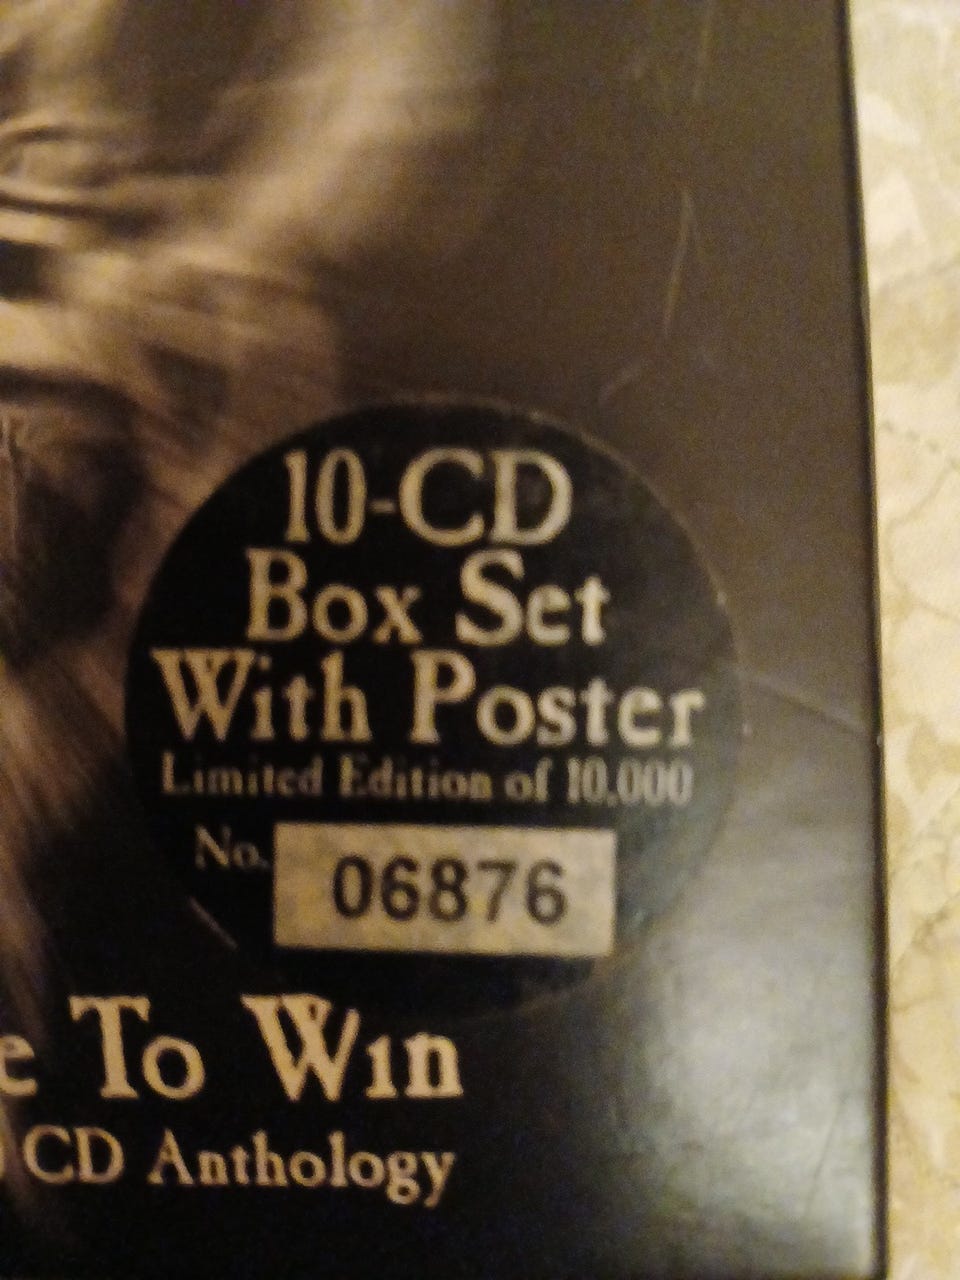 10-CD
Box Set
With Poster
Limited Edition of 10,000
No. 06876
e To Win
CD Anthology